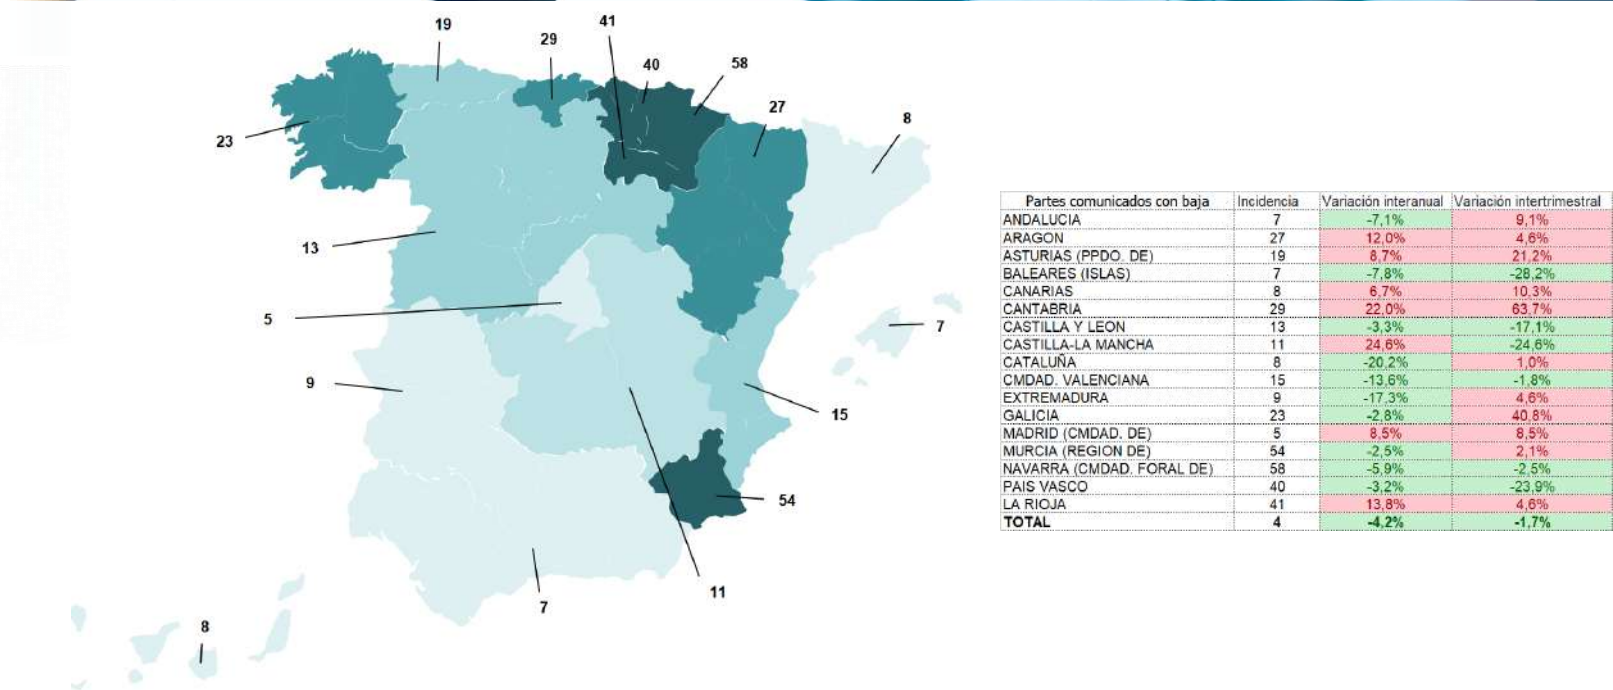 19
41
29
40
58
27
8
23
13
5
7
9
15
54
11
7
8
Partes comunicados con baja Incidencia Variación interanual Variación intertrimestral
ANDALUCIA 7 -7,1% 9,1%
ARAGON 27 12,0% 4,6%
ASTURIAS (PPDO. DE) 19 8,7% 21,2%
BALEARES (ISLAS) 7 -7,8% -28,2%
CANARIAS 8 6,7% 10,3%
CANTABRIA 29 22,0% 63,7%
CASTILLA Y LEON 13 -3,3% -17,1%
CASTILLA-LA MANCHA 11 24,6% -24,6%
CATALUÑA 8 -20,2% 1,0%
CMDAD. VALENCIANA 15 -13,6% -1,8%
EXTREMADURA 9 -17,3% 4,6%
GALICIA 23 -2,8% 40,8%
MADRID (CMDAD. DE) 5 8,5% 8,5%
MURCIA (REGION DE) 54 -2,5% 2,1%
NAVARRA (CMDAD. FORAL DE) 58 -5,9% -2,5%
PAIS VASCO 40 -3,2% -23,9%
LA RIOJA 41 13,8% 4,6%
TOTAL 4 -4,2% -1,7%